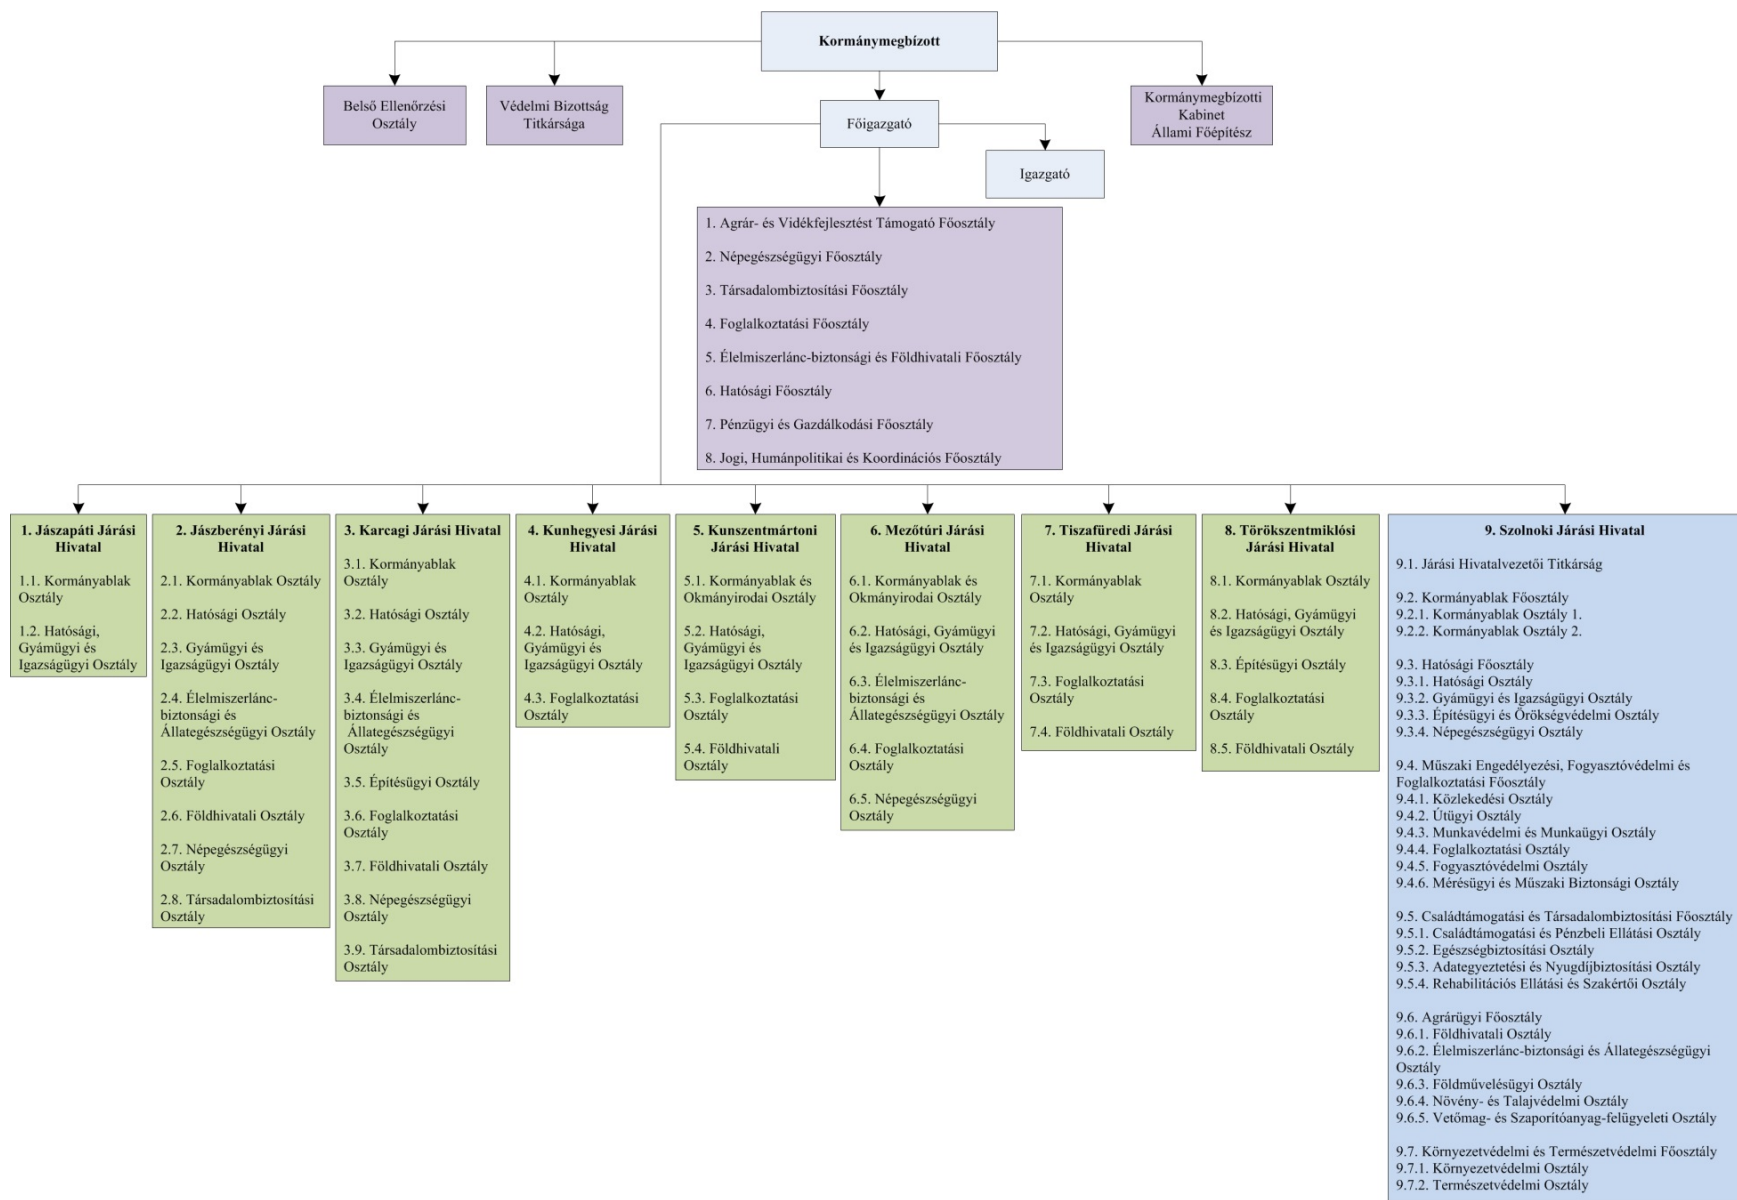 Kormánymegbízott
Belső Ellenőrzési
Osztály
Védelmi Bizottság
Titkársága
Kormánymegbízotti
Kabinet
Állami Főépítész
Főigazgató
Igazgató
1. Agrár- és Vidékfejlesztést Támogató Főosztály
2. Népegészségügyi Főosztály
3. Társadalombiztosítási Főosztály
4. Foglalkoztatási Főosztály
5. Élelmiszerlánc-biztonsági és Földhivatali Főosztály
6. Hatósági Főosztály
7. Pénzügyi és Gazdálkodási Főosztály
8. Jogi, Humánpolitikai és Koordinációs Főosztály
1. Jászapáti Járási
Hivatal
1.1. Kormányablak
Osztály
1.2. Hatósági,
Gyámügyi és
Igazságügyi Osztály
2. Jászberényi Járási
Hivatal
2.1. Kormányablak Osztály
2.2. Hatósági Osztály
2.3. Gyámügyi és
Igazságügyi Osztály
2.4. Élelmiszerlánc-
biztonsági és
Állategészségügyi Osztály
2.5. Foglalkoztatási
Osztály
2.6. Földhivatali Osztály
2.7. Népegészségügyi
Osztály
2.8. Társadalombiztosítási
Osztály
3. Karcagi Járási Hivatal
3.1. Kormányablak
Osztály
3.2. Hatósági Osztály
3.3. Gyámügyi és
Igazságügyi Osztály
3.4. Élelmiszerlánc-
biztonsági és
Állategészségügyi
Osztály
3.5. Építésügyi Osztály
3.6. Foglalkoztatási
Osztály
3.7. Földhivatali Osztály
3.8. Népegészségügyi
Osztály
3.9. Társadalombiztosítási
Osztály
4. Kunhegyesi Járási
Hivatal
4.1. Kormányablak
Osztály
4.2. Hatósági,
Gyámügyi és
Igazságügyi Osztály
4.3. Foglalkoztatási
Osztály
5. Kunszentmártoni
Járási Hivatal
5.1. Kormányablak és
Okmányirodai Osztály
5.2. Hatósági,
Gyámügyi és
Igazságügyi Osztály
5.3. Foglalkoztatási
Osztály
5.4. Földhivatali
Osztály
6. Mezőtúri Járási
Hivatal
6.1. Kormányablak és
Okmányirodai Osztály
6.2. Hatósági, Gyámügyi
és Igazságügyi Osztály
6.3. Élelmiszerlánc-
biztonsági és
Állategészségügyi Osztály
6.4. Foglalkoztatási
Osztály
6.5. Népegészségügyi
Osztály
7. Tiszafüredi Járási
Hivatal
7.1. Kormányablak
Osztály
7.2. Hatósági, Gyámügyi
és Igazságügyi Osztály
7.3. Foglalkoztatási
Osztály
7.4. Földhivatali Osztály
8. Törökszentmiklósi
Járási Hivatal
8.1. Kormányablak Osztály
8.2. Hatósági, Gyámügyi
és Igazságügyi Osztály
8.3. Építésügyi Osztály
8.4. Foglalkoztatási
Osztály
8.5. Földhivatali Osztály
9. Szolnoki Járási Hivatal
9.1. Járási Hivatalvezetői Titkárság
9.2. Kormányablak Főosztály
9.2.1. Kormányablak Osztály 1.
9.2.2. Kormányablak Osztály 2.
9.3. Hatósági Főosztály
9.3.1. Hatósági Osztály
9.3.2. Gyámügyi és Igazságügyi Osztály
9.3.3. Építésügyi és Örökségvédelmi Osztály
9.3.4. Népegészségügyi Osztály
9.4. Műszaki Engedélyezési, Fogyasztóvédelmi és
Foglalkoztatási Főosztály
9.4.1. Közlekedési Osztály
9.4.2. Útügyi Osztály
9.4.3. Munkavédelmi és Munkaügyi Osztály
9.4.4. Foglalkoztatási Osztály
9.4.5. Fogyasztóvédelmi Osztály
9.4.6. Mérésügyi és Műszaki Biztonsági Osztály
9.5. Családtámogatási és Társadalombiztosítási Főosztály
9.5.1. Családtámogatási és Pénzbeli Ellátási Osztály
9.5.2. Egészségbiztosítási Osztály
9.5.3. Adategyeztetési és Nyugdíjbiztosítási Osztály
9.5.4. Rehabilitációs Ellátási és Szakértői Osztály
9.6. Agrárügyi Főosztály
9.6.1. Földhivatali Osztály
9.6.2. Élelmiszerlánc-biztonsági és Állategészségügyi
Osztály
9.6.3. Földművelésügyi Osztály
9.6.4. Növény- és Talajvédelmi Osztály
9.6.5. Vetőmag- és Szaporítóanyag-felügyeleti Osztály
9.7. Környezetvédelmi és Természetvédelmi Főosztály
9.7.1. Környezetvédelmi Osztály
9.7.2. Természetvédelmi Osztály